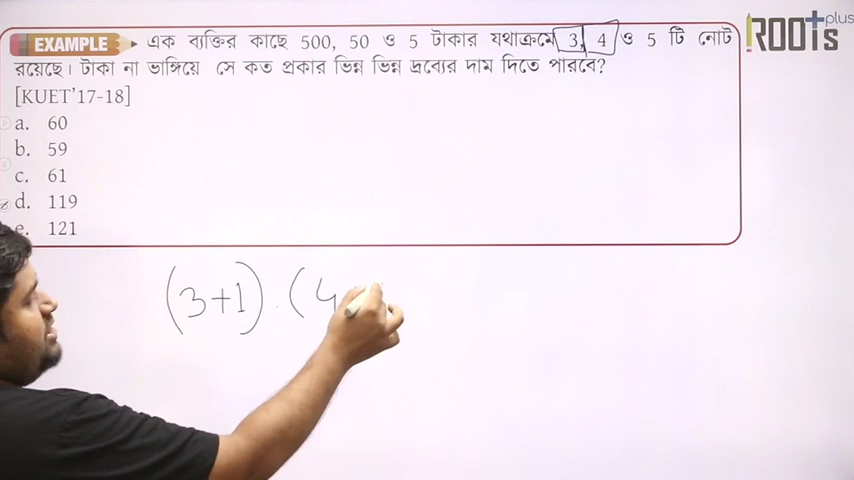 EXAMPLE এক ব্যক্তির কাছে 500, 50 ও 5 টাকার যথাক্রমে 3, 4 ও 5 টি নোট
রয়েছে। টাকা না ভাঙ্গিয়ে সে কত প্রকার ভিন্ন ভিন্ন দ্রব্যের দাম দিতে পারবে?
[KUET'17-18]
a. 60
b. 59
c. 61
d. 119
e. 121
ROOTS plus
(3+1) . (4